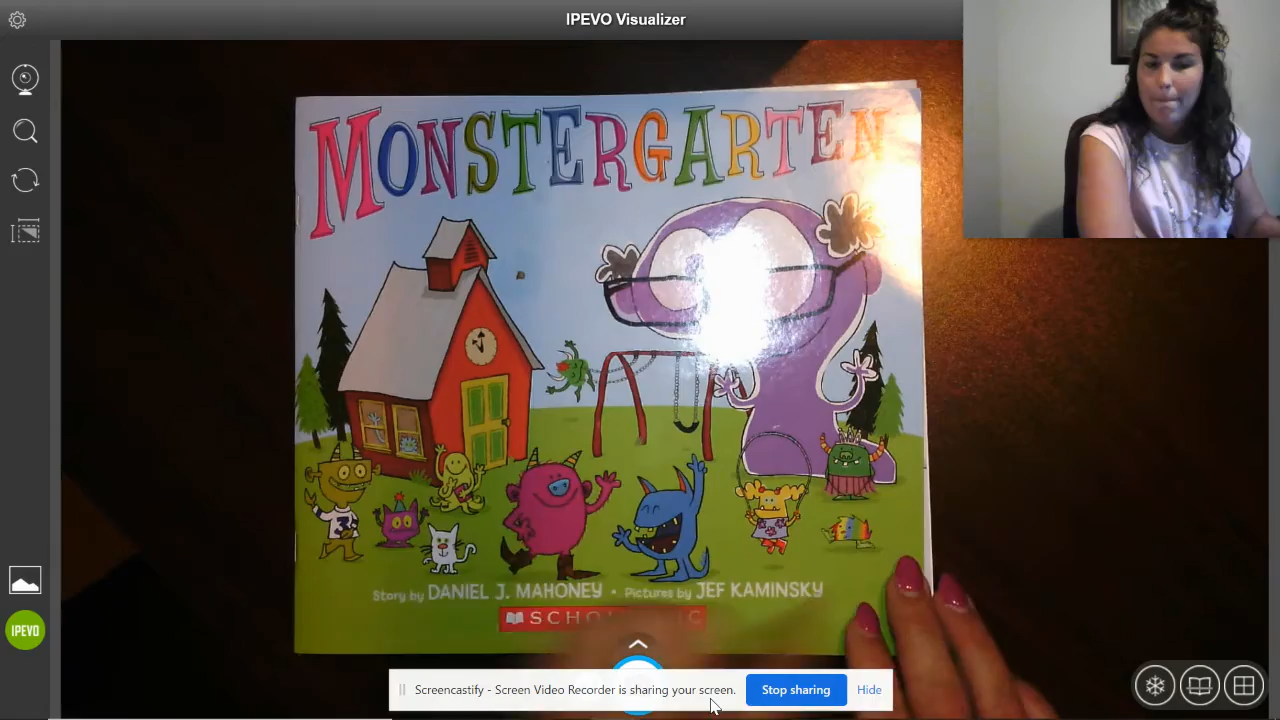 IPEVO Visualizer
MONSTERGARTEN
Story by DANIEL J. MAHONEY • Pictures by JEF KAMINSKY
SCHOLASTIC
IPEVO
Screencastify - Screen Video Recorder is sharing your screen.
Stop sharing
Hide